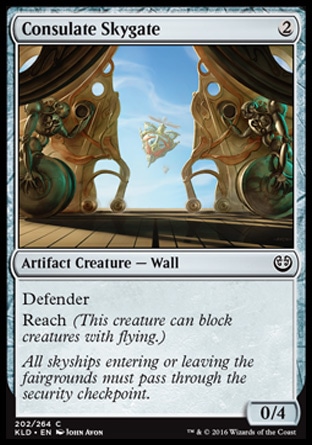 Consulate Skygate 2
Artifact Creature — Wall
Defender
Reach (This creature can block
creatures with flying.)
All skyships entering or leaving the
fairgrounds must pass through the
security checkpoint.
0/4
202/264 C
KLD • EN John Avon
™ & © 2016 Wizards of the Coast